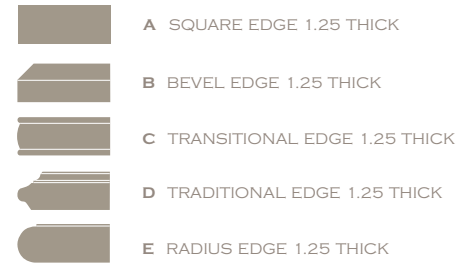 A SQUARE EDGE 1.25 THICK
B BEVEL EDGE 1.25 THICK
C TRANSITIONAL EDGE 1.25 THICK
D TRADITIONAL EDGE 1.25 THICK
E RADIUS EDGE 1.25 THICK